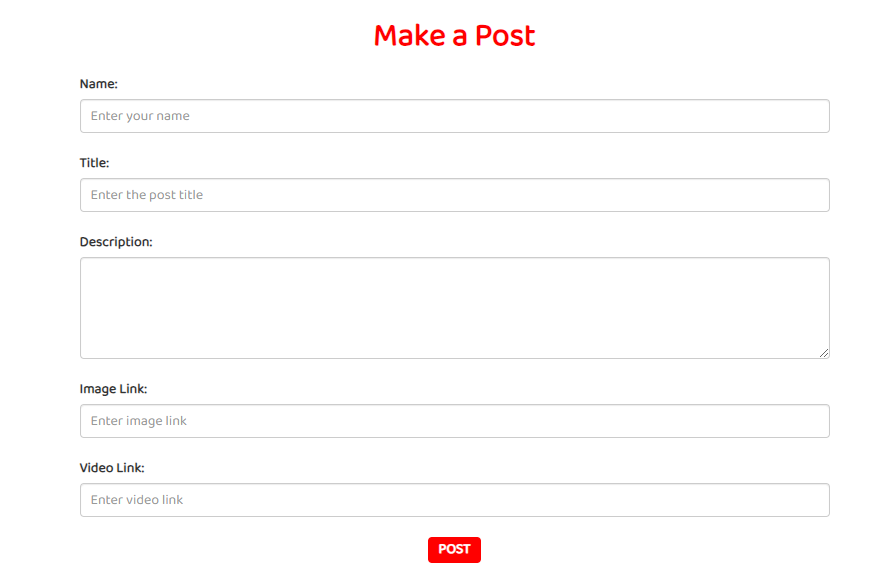 Make a Post
Name:
Enter your name
Title:
Enter the post title
Description:
Image Link:
Enter image link
Video Link:
Enter video link
POST